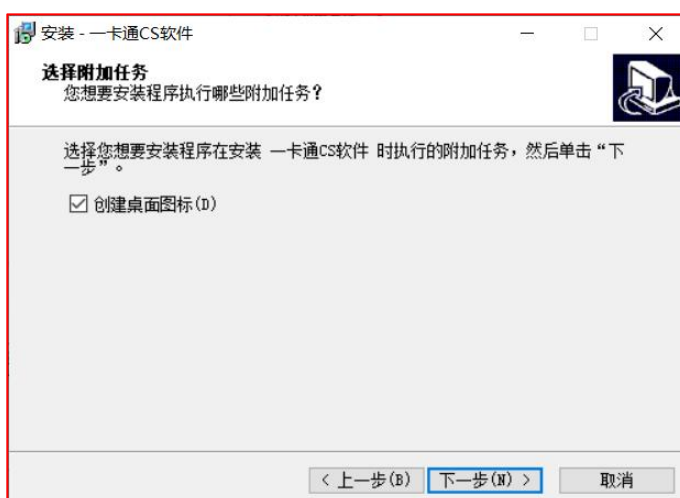 安装 - 一卡通CS软件
选择附加任务
您想要安装程序执行哪些附加任务?
选择您想要安装程序在安装 一卡通CS软件 时执行的附加任务，然后单击“下
一步”。
创建桌面图标(D)
< 上一步(B)
下一步(N) >
取消